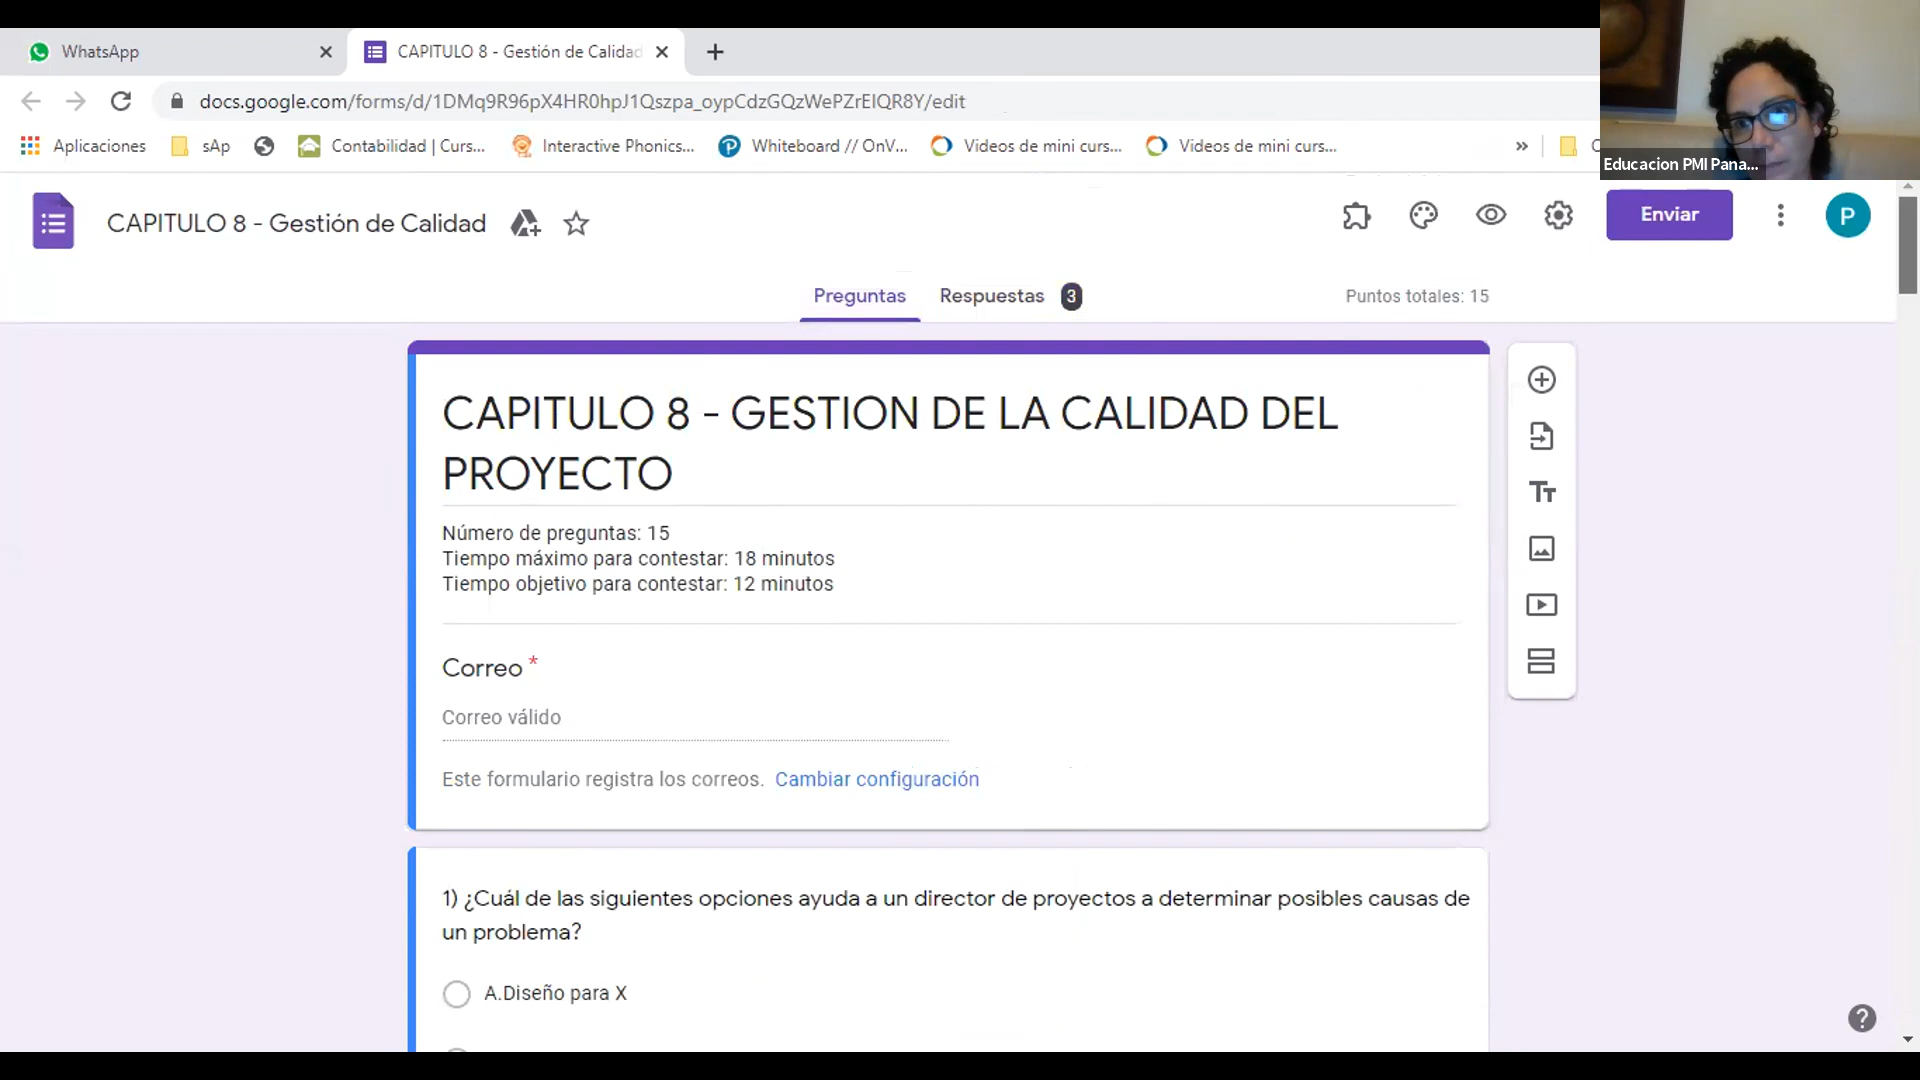 WhatsApp
CAPITULO 8 - Gestión de Calidad
docs.google.com/forms/d/1DMq9R96pX4HR0hpJ1Qszpa_oypCdzGQzWePZrEIQR8Y/edit
Aplicaciones
sAp
Contabilidad | Curs...
Interactive Phonics...
Whiteboard // OnV...
Videos de mini curs...
Videos de mini curs...
»
Educacion PMI Pana...
CAPITULO 8 - Gestión de Calidad
Enviar
P
Preguntas
Respuestas 3
Puntos totales: 15
CAPITULO 8 - GESTION DE LA CALIDAD DEL
PROYECTO
Número de preguntas: 15
Tiempo máximo para contestar: 18 minutos
Tiempo objetivo para contestar: 12 minutos
Correo *
Correo válido
Este formulario registra los correos. Cambiar configuración
1) ¿Cuál de las siguientes opciones ayuda a un director de proyectos a determinar posibles causas de
un problema?
A.Diseño para X